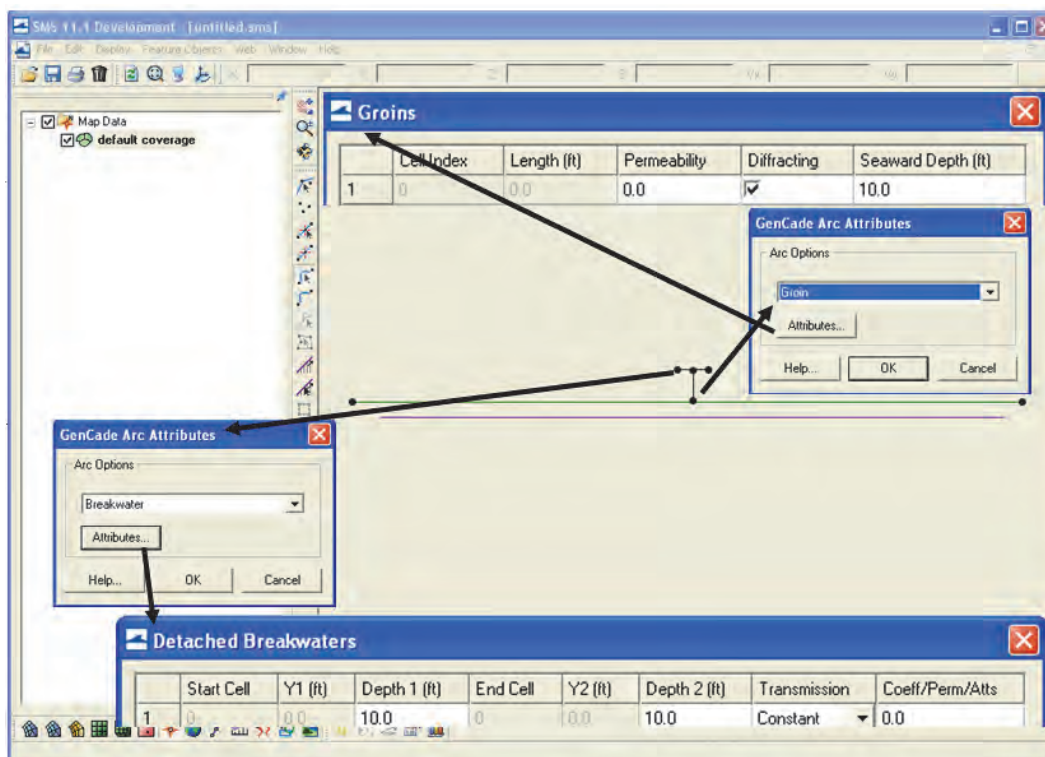 SMS 11.1 Development - [untitled.sms]
File Edit Display Feature Objects Web Window Help
Map Data
default coverage
Groins
Cell Index Length (ft) Permeability Diffracting Seaward Depth (ft)
1 0 0.0 0.0 10.0
GenCade Arc Attributes
Arc Options
Groin
Attributes...
Help... OK Cancel
GenCade Arc Attributes
Arc Options
Breakwater
Attributes...
Help... OK Cancel
Detached Breakwaters
Start Cell Y1 (ft) Depth 1 (ft) End Cell Y2 (ft) Depth 2 (ft) Transmission Coeff/Perm/Atts
1 0 0.0 10.0 0 0.0 10.0 Constant 0.0